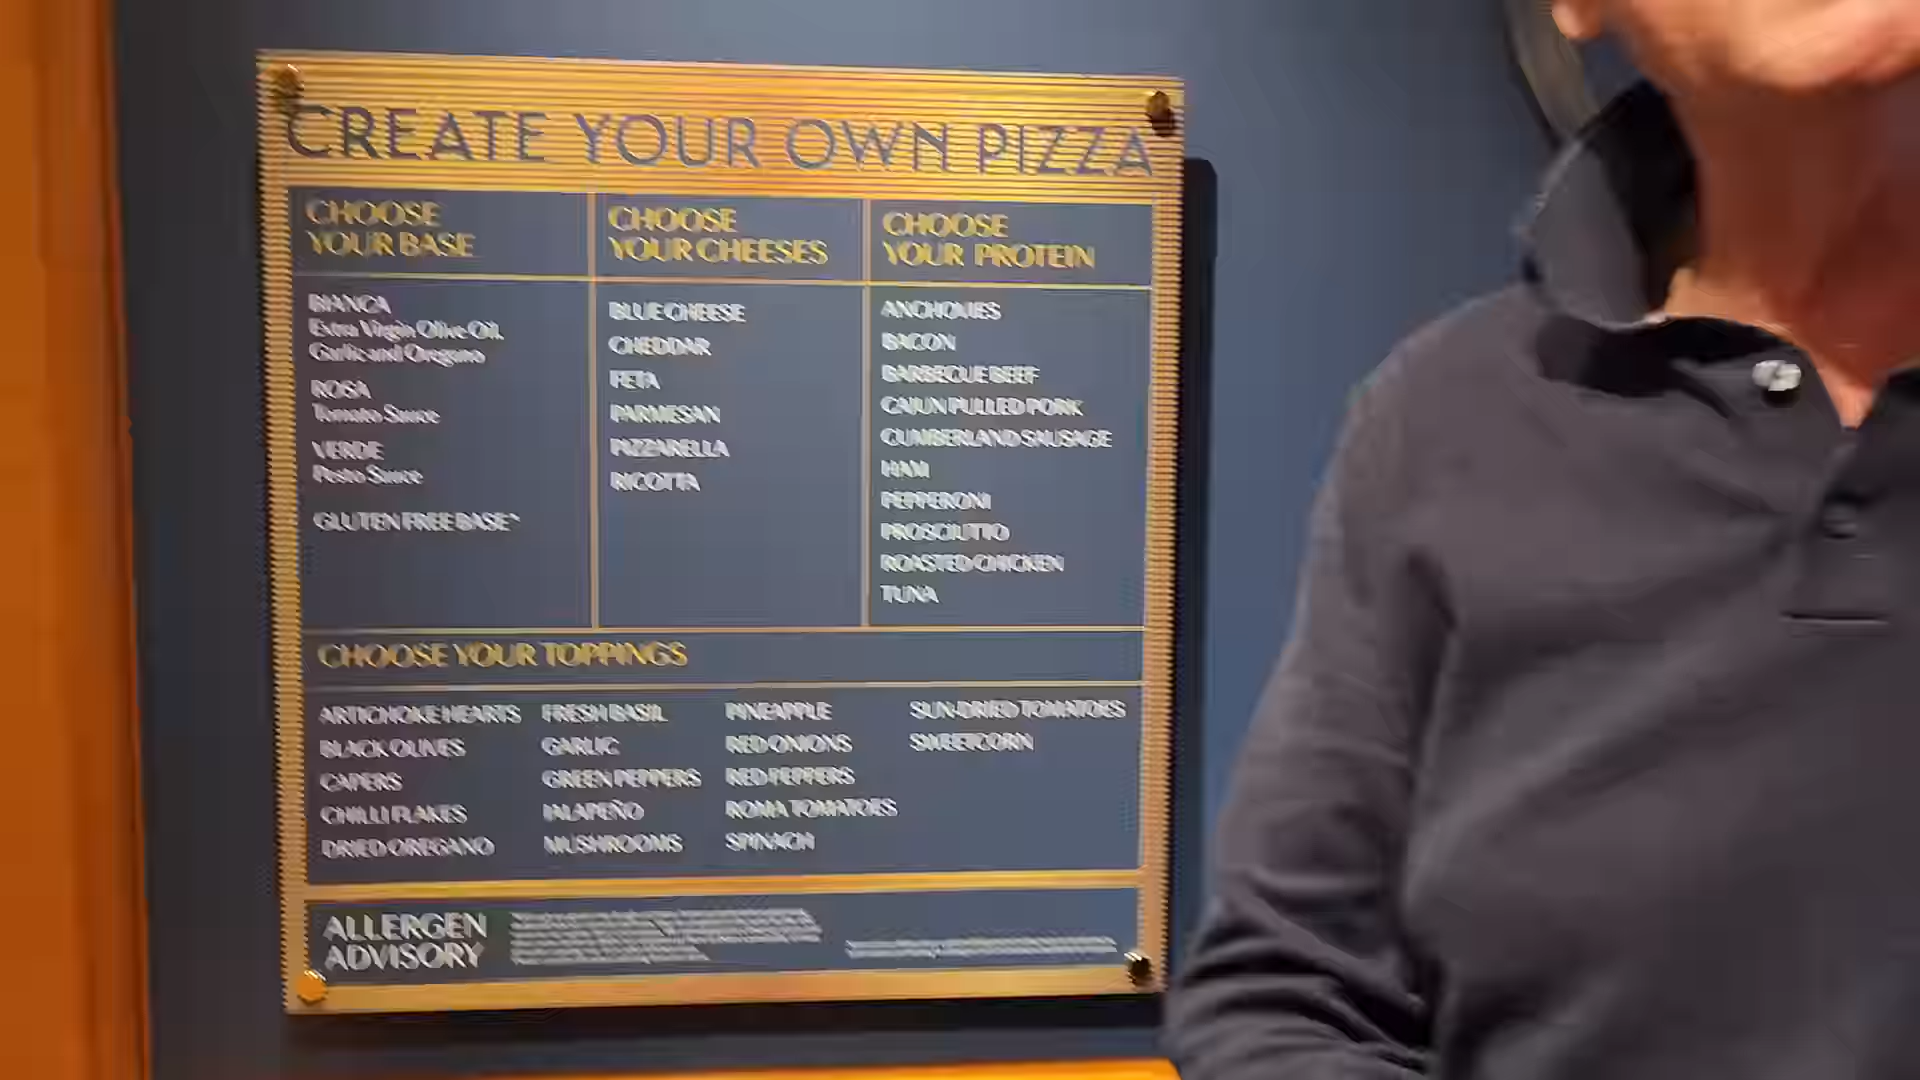 CREATE YOUR OWN PIZZA
CHOOSE
YOUR BASE
BIANCA
Extra Virgin Olive Oil,
Garlic and Oregano
ROSA
Tomato Sauce
VERDE
Pesto Sauce
GLUTEN FREE BASE*
CHOOSE
YOUR CHEESES
BLUE CHEESE
CHEDDAR
FETA
PARMESAN
PIZZARELLA
RICOTTA
CHOOSE
YOUR PROTEIN
ANCHOVIES
BACON
BARBECUE BEEF
CAJUN PULLED PORK
CUMBERLAND SAUSAGE
HAM
PEPPERONI
PROSCIUTTO
ROASTED CHICKEN
TUNA
CHOOSE YOUR TOPPINGS
ARTICHOKE HEARTS
BLACK OLIVES
CAPERS
CHILLI FLAKES
DRIED OREGANO
FRESH BASIL
GARLIC
GREEN PEPPERS
JALAPEÑO
MUSHROOMS
PINEAPPLE
RED ONIONS
RED PEPPERS
ROMA TOMATOES
SPINACH
SUN-DRIED TOMATOES
SWEETCORN
ALLERGEN
ADVISORY